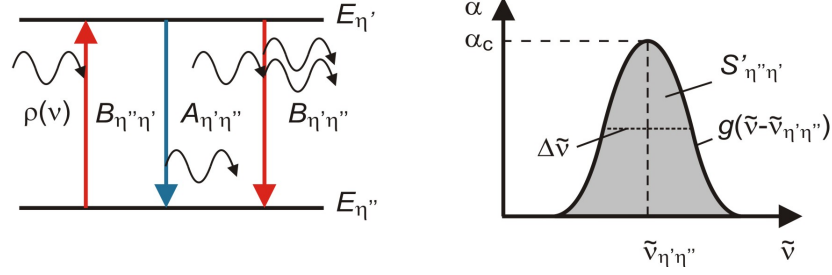 Eη'
ρ(ν)
Bη"η'
Aη'η"
Bη'η"
Eη"
α
αc
S'η"η'
Δν̃
g(ν̃-ν̃η'η")
ν̃η'η"
ν̃